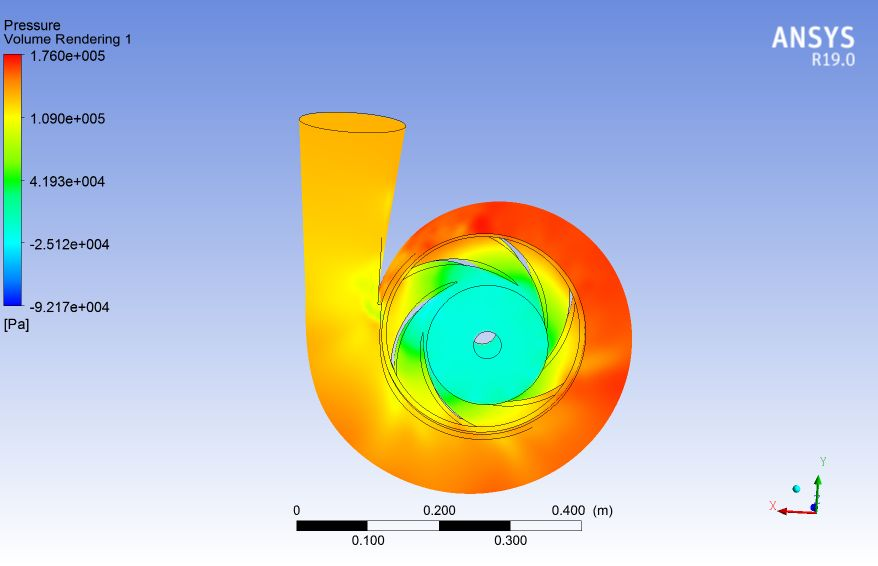 Pressure
Volume Rendering 1
1.760e+005
1.090e+005
4.193e+004
-2.512e+004
-9.217e+004
[Pa]
ANSYS
R19.0
0 0.200 0.400 (m)
0.100 0.300
Y
X
Z